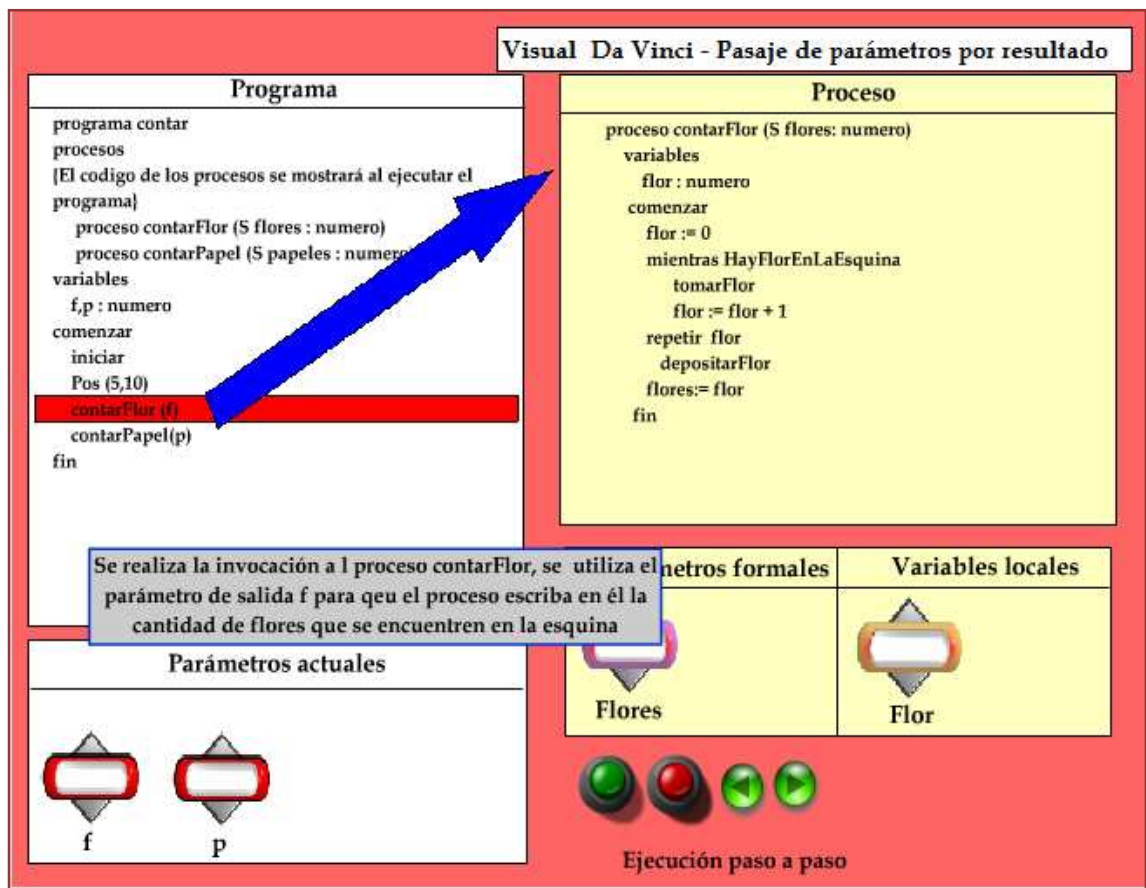 Visual Da Vinci - Pasaje de parámetros por resultado
Programa
programa contar
procesos
{El codigo de los procesos se mostrará al ejecutar el
programa}
proceso contarFlor (S flores : numero)
proceso contarPapel (S papeles : numero)
variables
f,p : numero
comenzar
iniciar
Pos (5,10)
contarFlor (f)
contarPapel(p)
fin
Proceso
proceso contarFlor (S flores: numero)
variables
flor : numero
comenzar
flor := 0
mientras HayFlorEnLaEsquina
tomarFlor
flor := flor + 1
repetir flor
depositarFlor
flores:= flor
fin
Se realiza la invocación a l proceso contarFlor, se utiliza el
parámetro de salida f para qeu el proceso escriba en él la
cantidad de flores que se encuentren en la esquina
formales
Variables locales
Flores
Flor
Parámetros actuales
f
p
Ejecución paso a paso